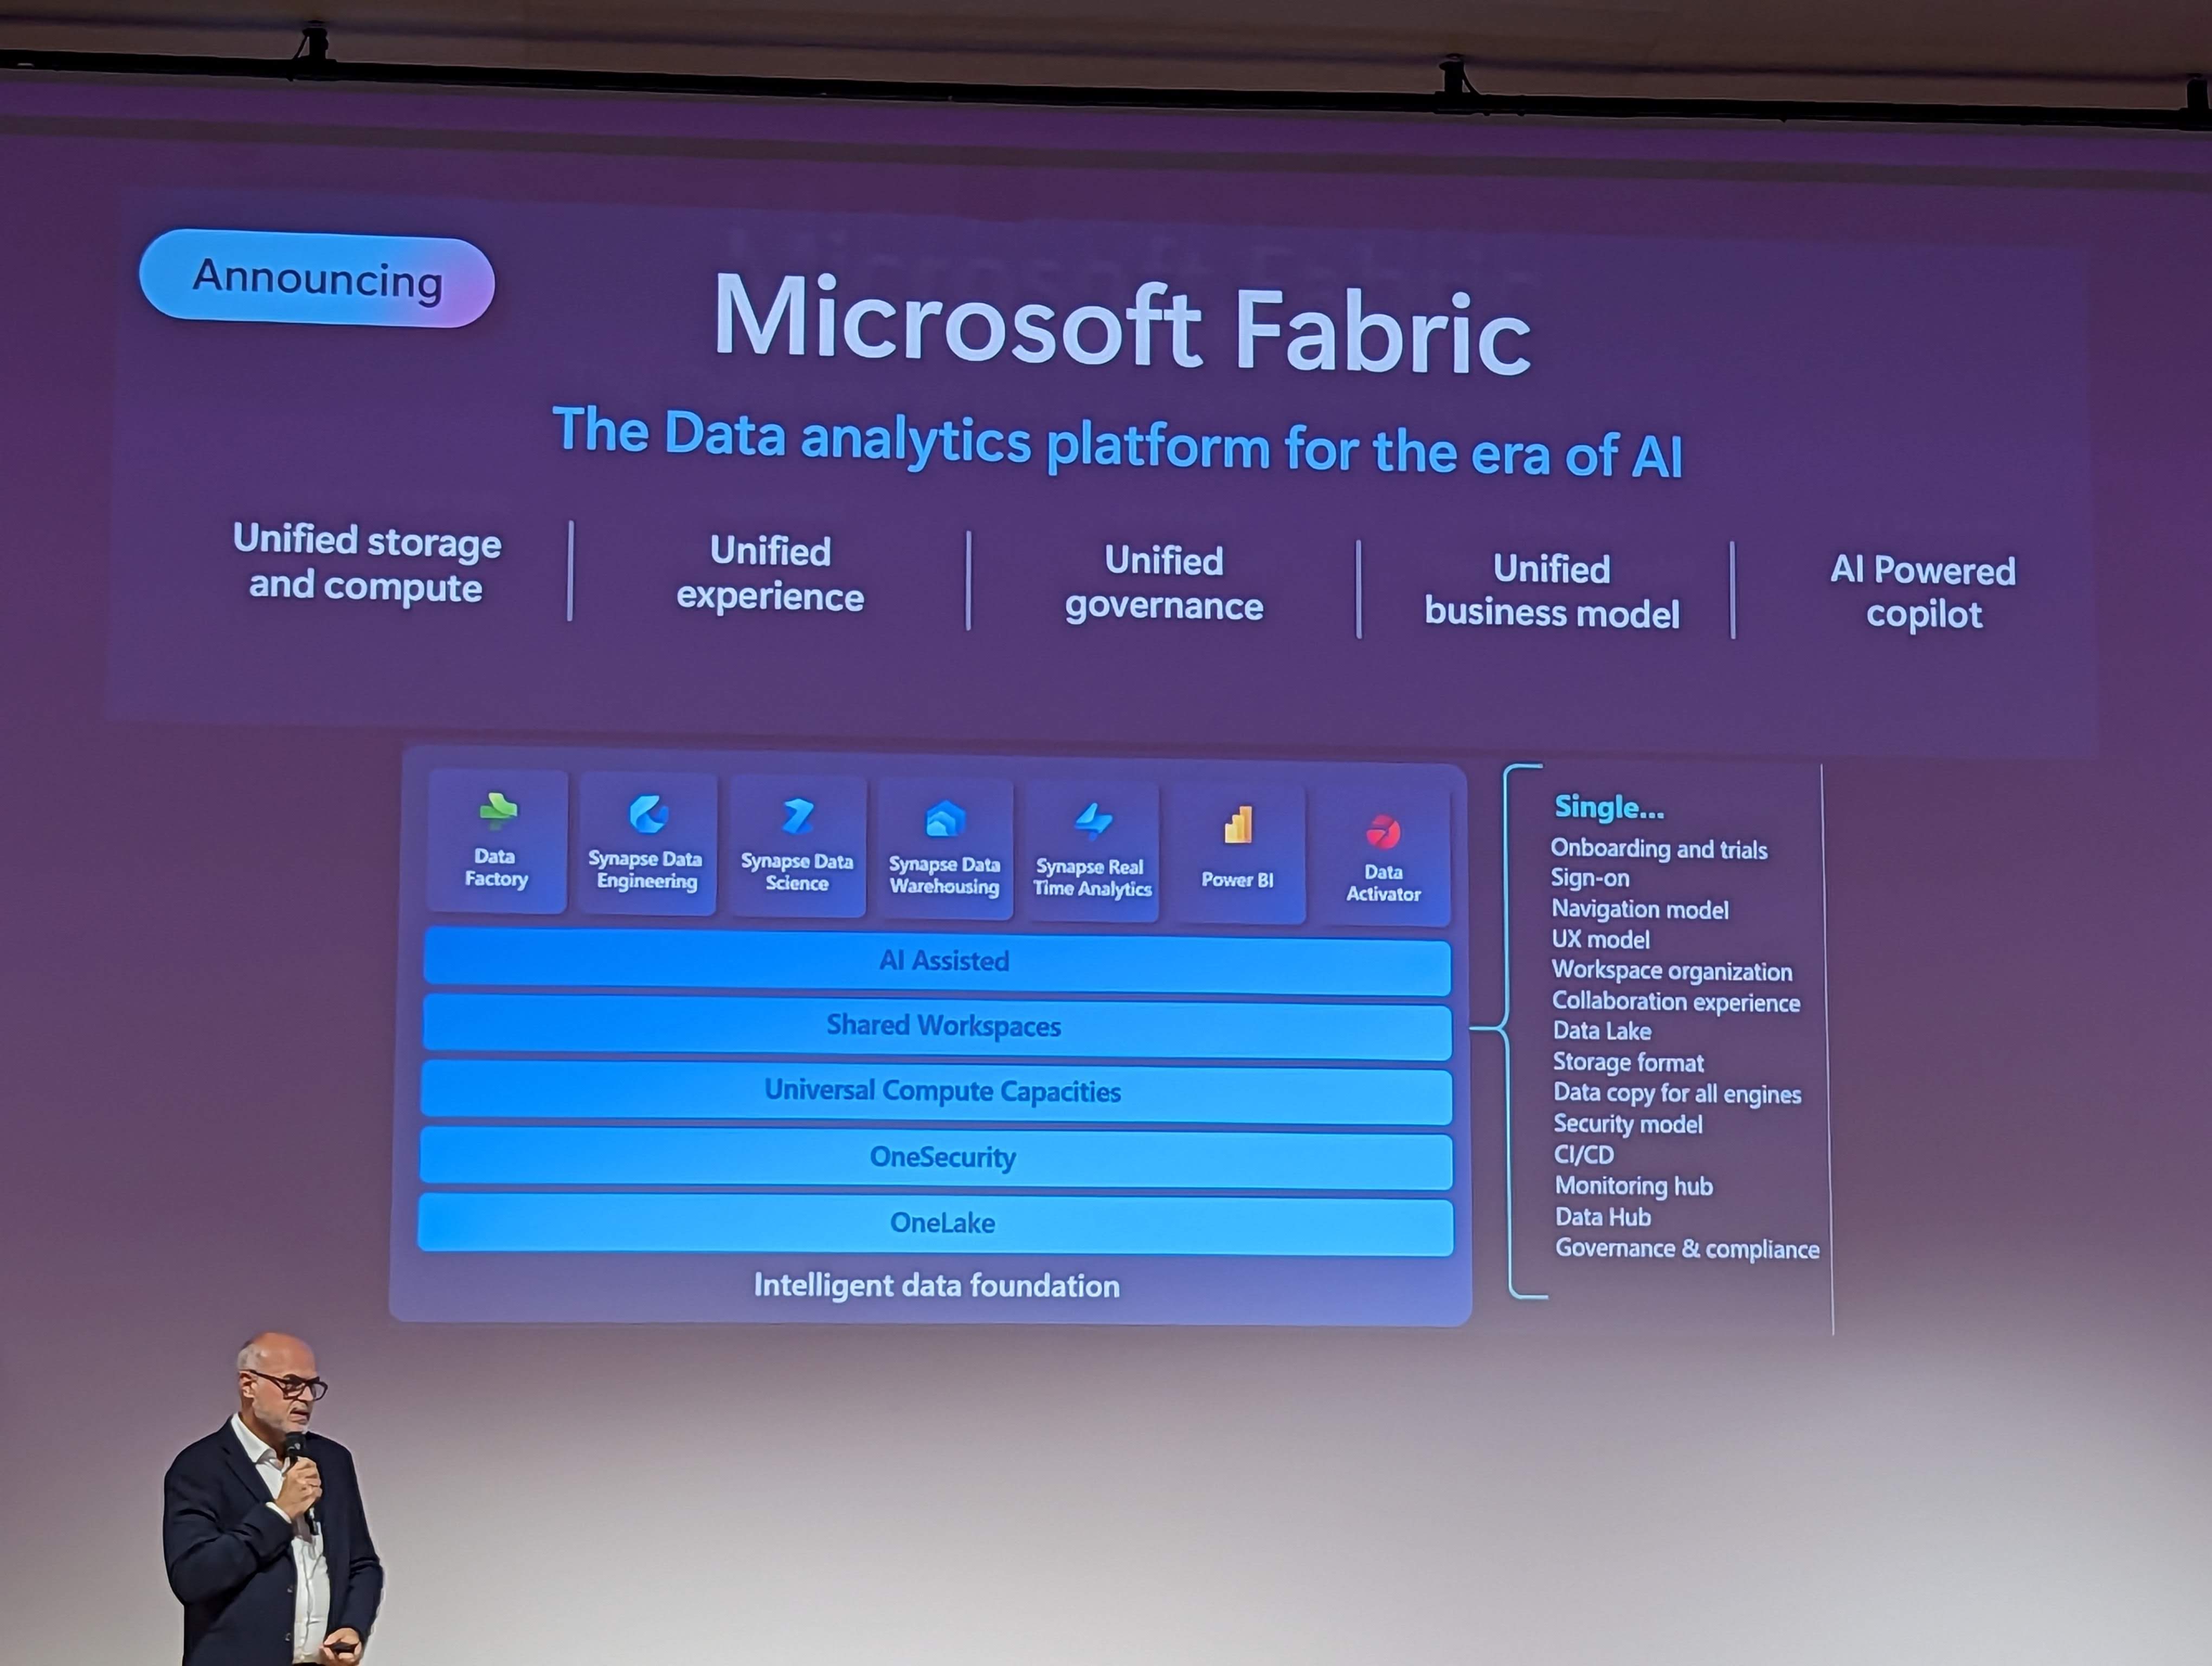 Announcing
Microsoft Fabric
The Data analytics platform for the era of AI
Unified storage
and compute
Unified
experience
Unified
governance
Unified
business model
AI Powered
copilot
Data
Factory
Synapse Data
Engineering
Synapse Data
Science
Synapse Data
Warehousing
Synapse Real
Time Analytics
Power BI
Data
Activator
AI Assisted
Shared Workspaces
Universal Compute Capacities
OneSecurity
OneLake
Intelligent data foundation
Single...
Onboarding and trials
Sign-on
Navigation model
UX model
Workspace organization
Collaboration experience
Data Lake
Storage format
Data copy for all engines
Security model
CI/CD
Monitoring hub
Data Hub
Governance & compliance